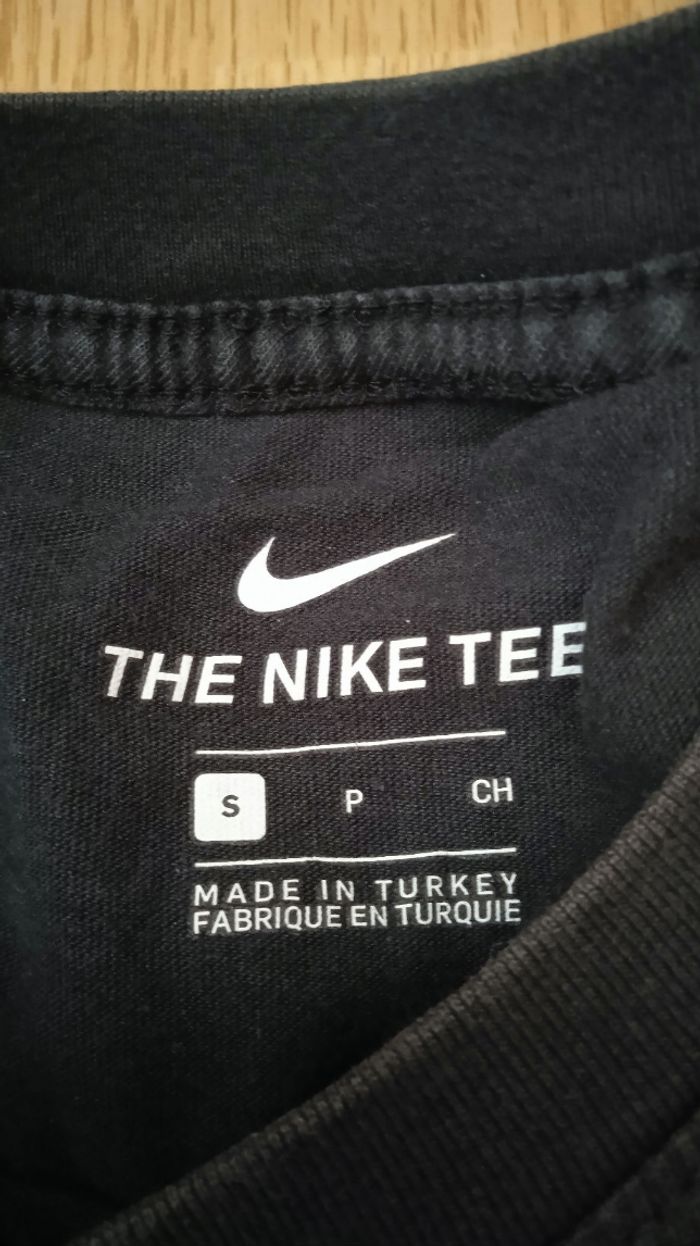 THE NIKE TEE
S P CH
MADE IN TURKEY
FABRIQUE EN TURQUIE